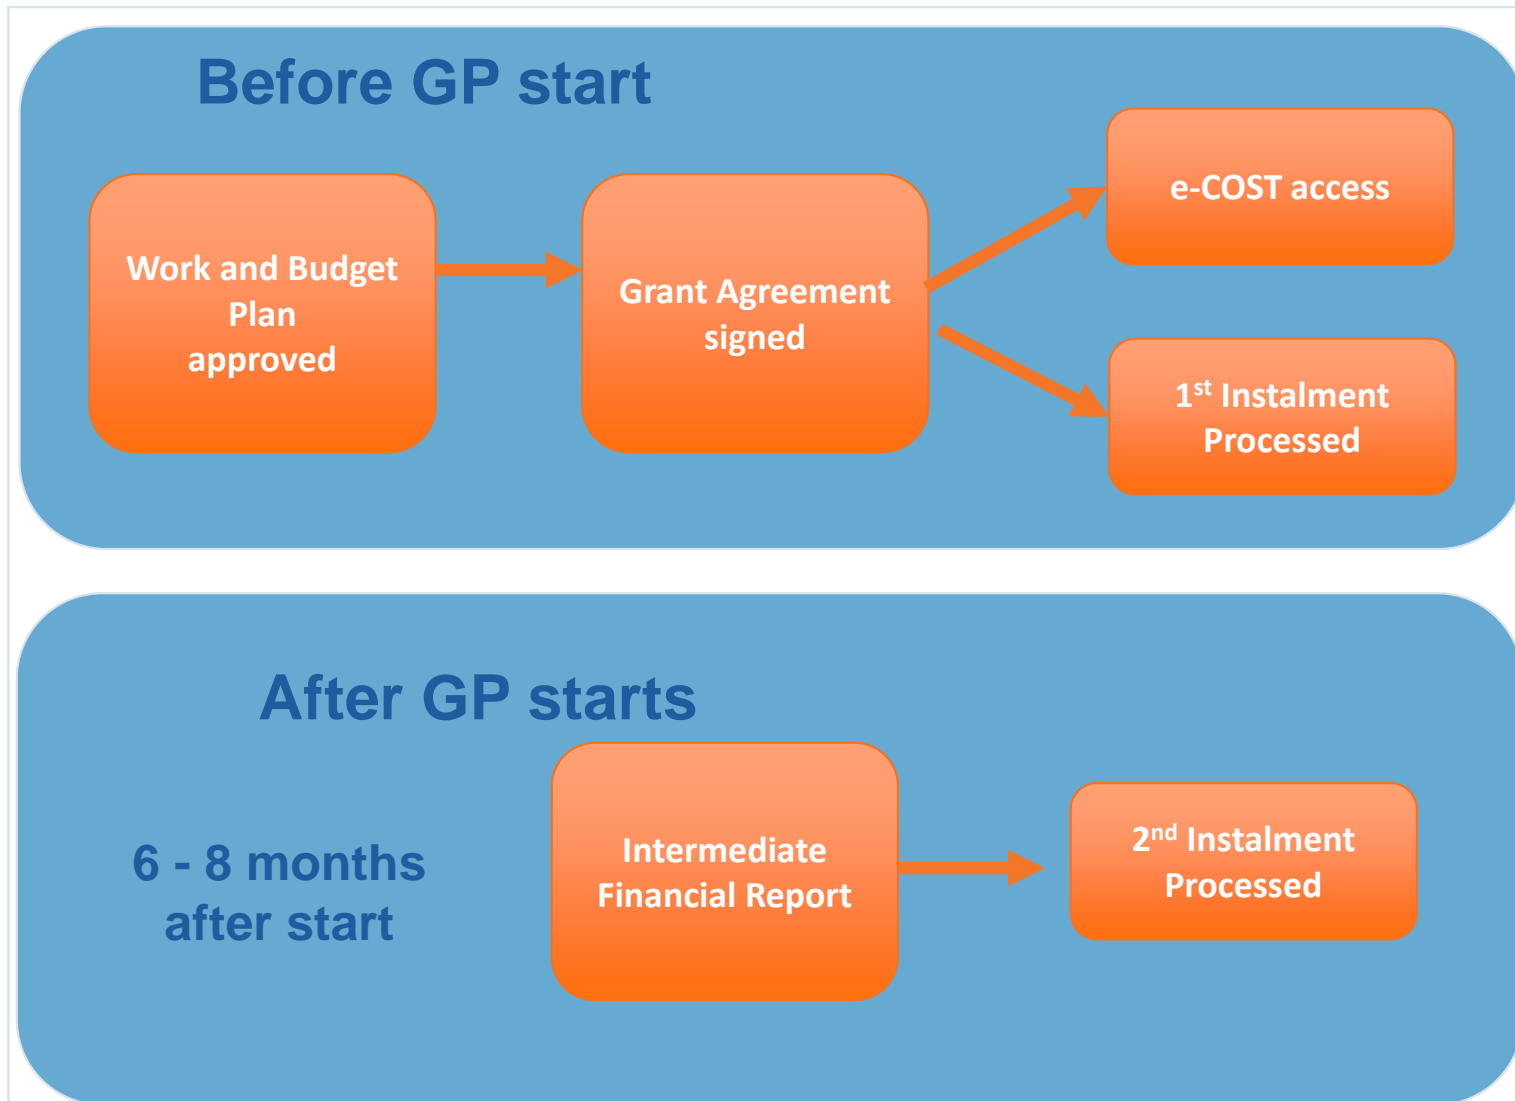 Before GP start
Work and Budget
Plan
approved
Grant Agreement
signed
e-COST access
1st Instalment
Processed
After GP starts
6 - 8 months
after start
Intermediate
Financial Report
2nd Instalment
Processed